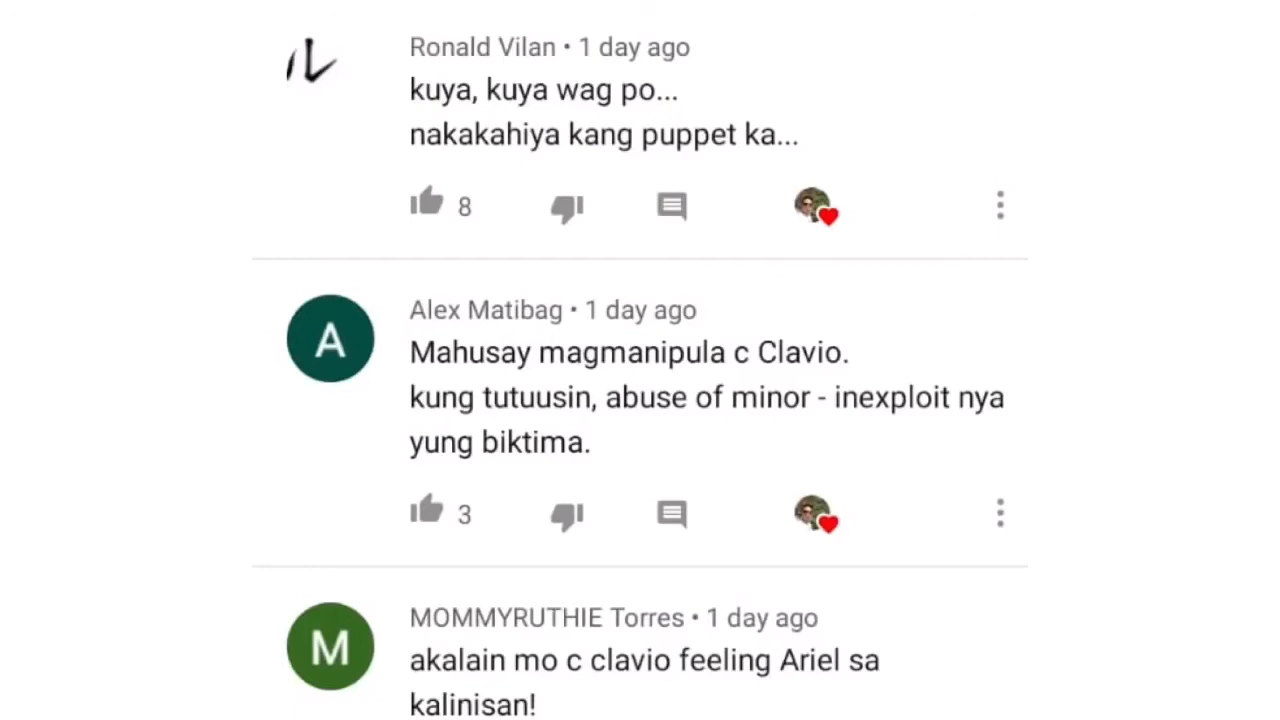 Ronald Vilan • 1 day ago
kuya, kuya wag po...
nakakahiya kang puppet ka...
8
A
Alex Matibag • 1 day ago
Mahusay magmanipula c Clavio.
kung tutuusin, abuse of minor - inexploit nya
yung biktima.
3
M
MOMMYRUTHIE Torres • 1 day ago
akalain mo c clavio feeling Ariel sa
kalinisan!